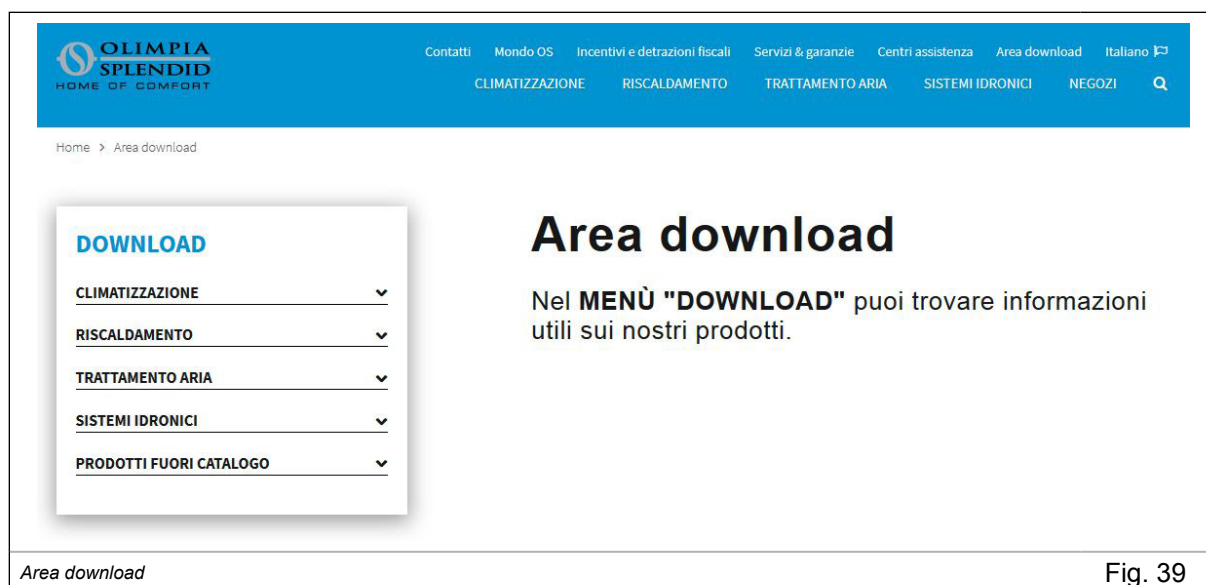 OLIMPIA
SPLENDID
HOME OF COMFORT
Contatti Mondo OS Incentivi e detrazioni fiscali Servizi & garanzie Centri assistenza Area download Italiano
CLIMATIZZAZIONE RISCALDAMENTO TRATTAMENTO ARIA SISTEMI IDRONICI NEGOZI
Home > Area download
DOWNLOAD
CLIMATIZZAZIONE
RISCALDAMENTO
TRATTAMENTO ARIA
SISTEMI IDRONICI
PRODOTTI FUORI CATALOGO
Area download
Nel MENÙ "DOWNLOAD" puoi trovare informazioni
utili sui nostri prodotti.
Area download
Fig. 39